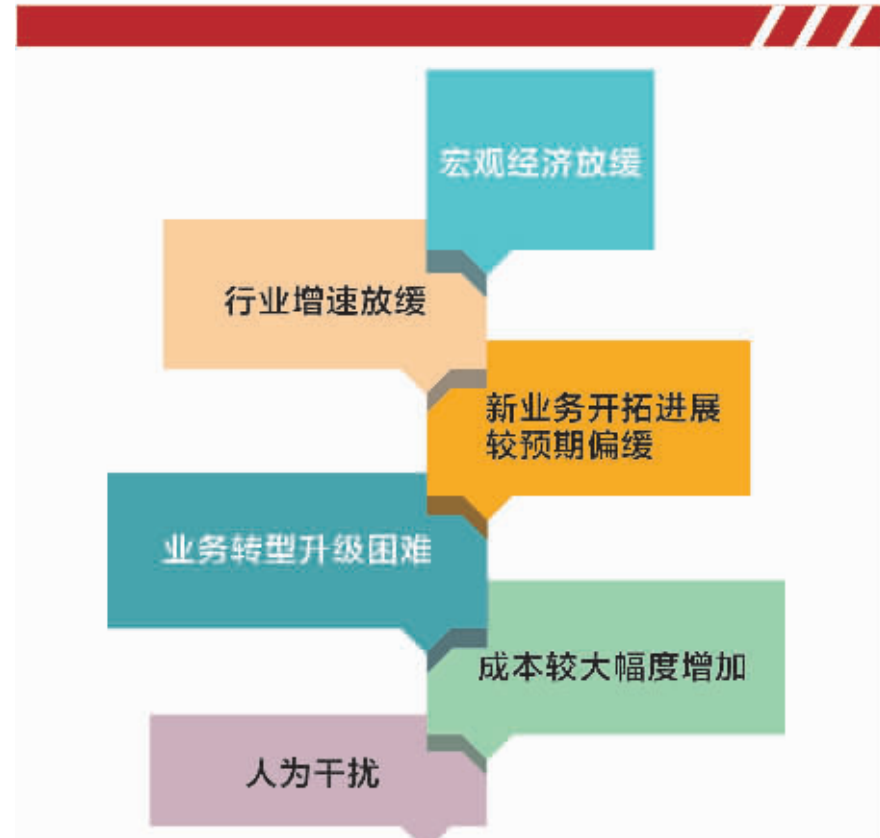 宏观经济放缓
行业增速放缓
新业务开拓进展
较预期偏缓
业务转型升级困难
成本较大幅度增加
人为干扰